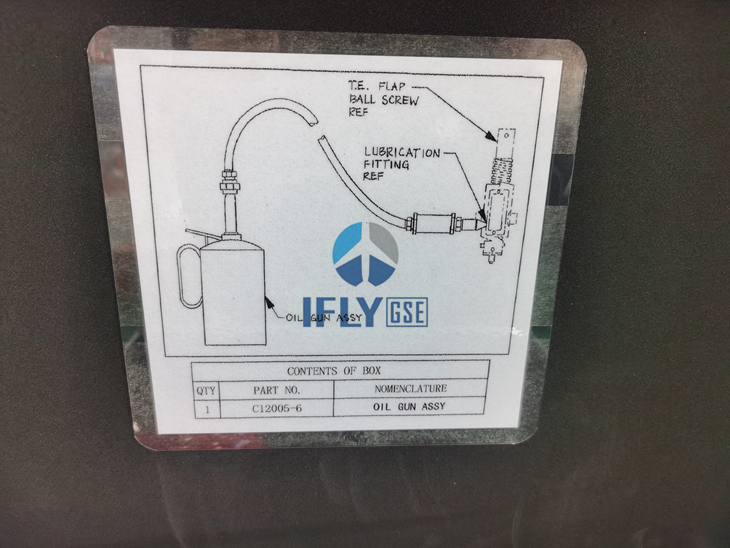 T.E. FLAP
BALL SCREW
REF
LUBRICATION
FITTING
REF
IFLY GSE
OIL GUN ASSY
CONTENTS OF BOX
QTY PART NO. NOMENCLATURE
1 C12005-6 OIL GUN ASSY